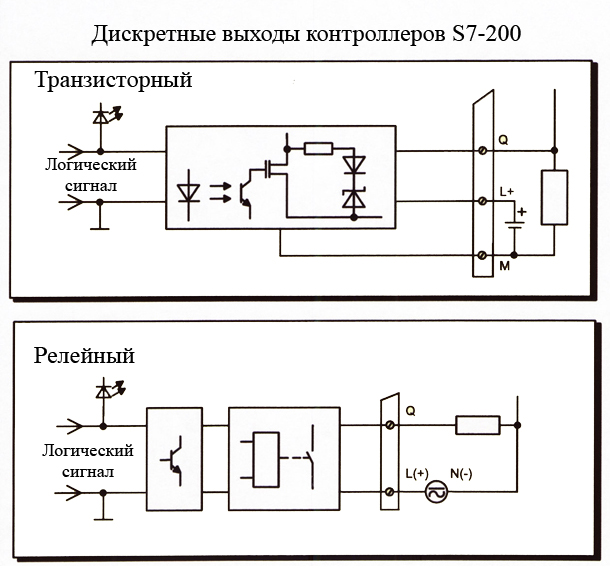 Дискретные выходы контроллеров S7-200
Транзисторный
Логический
сигнал
Q
L+
+
M
Релейный
Логический
сигнал
Q
L(+) N(-)